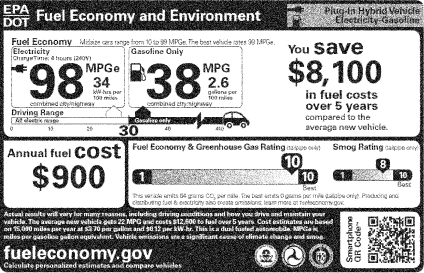 EPA
DOT
Fuel Economy and Environment
Plug-In Hybrid Vehicle
Electricity-Gasoline
Fuel Economy
Midsize cars range from 10 to 99 MPGe. The best vehicle rates 99 MPGe.
Electricity
Charge Time: 4 hours (240V)
98
MPGe
34
kW-hrs per
100 miles
combined city/highway
Gasoline Only
38
MPG
2.6
gallons per
100 miles
combined city/highway
Driving Range
All electric range
Gasoline only
0
10
20
30
40
You save
$8,100
in fuel costs
over 5 years
compared to the
average new vehicle.
Annual fuel cost
$900
Fuel Economy & Greenhouse Gas Rating (tailpipe only)
1
10
10
Best
Smog Rating (tailpipe only)
1
8
10
Best
This vehicle emits 84 grams CO2 per mile. The best emits 0 grams per mile (tailpipe only). Producing and
distributing fuel & electricity also create emissions; learn more at fueleconomy.gov.
Actual results will vary for many reasons, including driving conditions and how you drive and maintain your
vehicle. The average new vehicle gets 22 MPG and costs $12,600 to fuel over 5 years. Cost estimates are based on
15,000 miles per year at $3.70 per gallon and $0.12 per kW-hr. This is a dual fueled automobile. MPGe is
miles per gasoline gallon equivalent. Vehicle emissions are a significant cause of climate change and smog.
fueleconomy.gov
Calculate personalized estimates and compare vehicles
Smartphone
QR Code